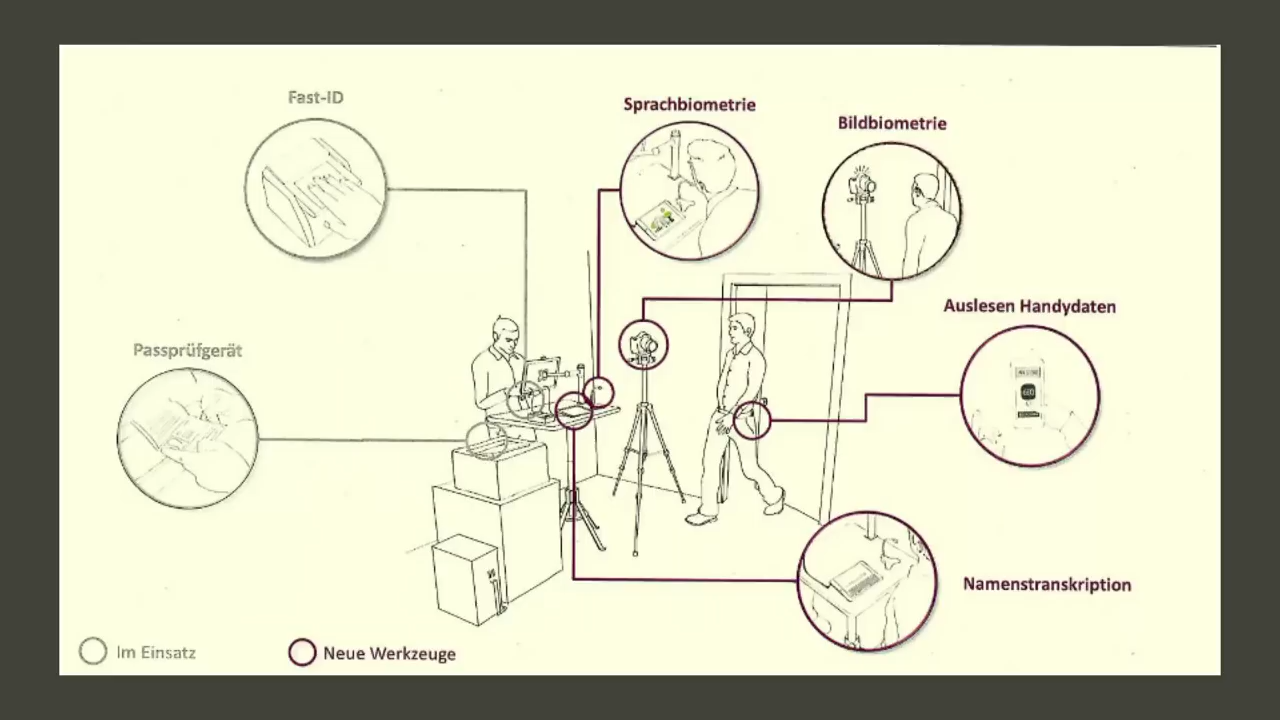 Fast-ID
Sprachbiometrie
Bildbiometrie
Auslesen Handydaten
Passprüfgerät
Namenstranskription
Im Einsatz
Neue Werkzeuge